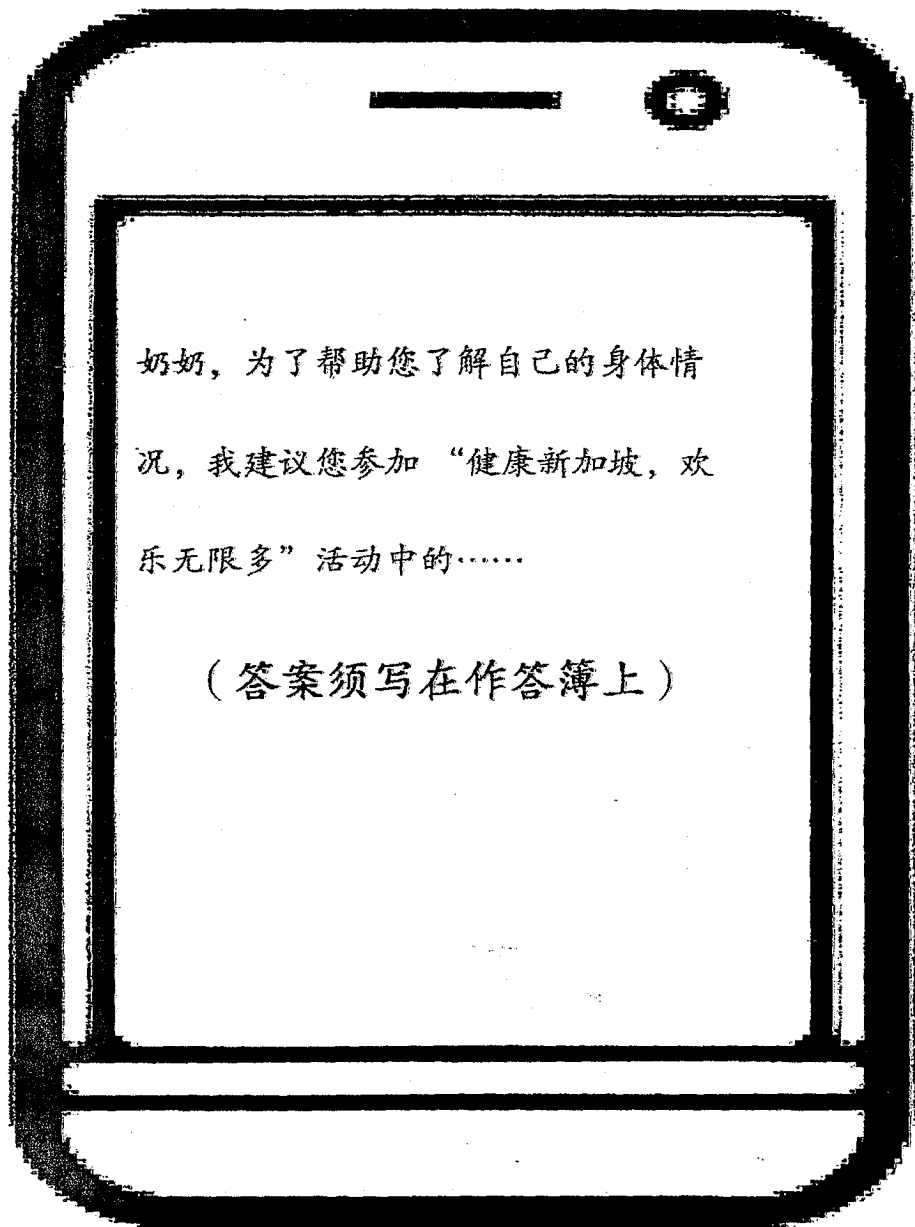 奶奶，为了帮助您了解自己的身体情
况，我建议您参加 “健康新加坡，欢
乐无限多”活动中的……
（答案须写在作答簿上）